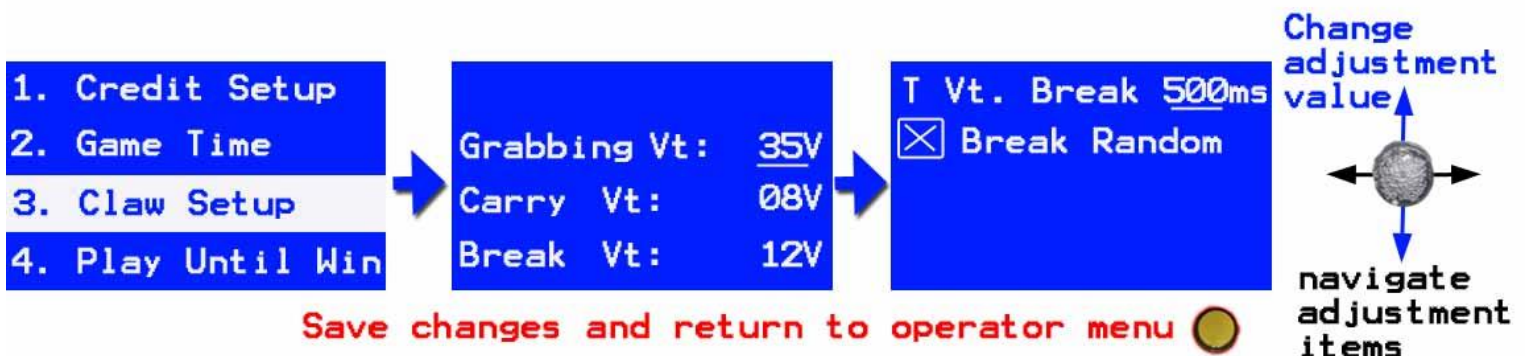 1. Credit Setup
2. Game Time
3. Claw Setup
4. Play Until Win
Grabbing Vt: 35V
Carry Vt: 08V
Break Vt: 12V
T Vt. Break 500ms
Break Random
Change
adjustment
value
navigate
adjustment
items
Save changes and return to operator menu